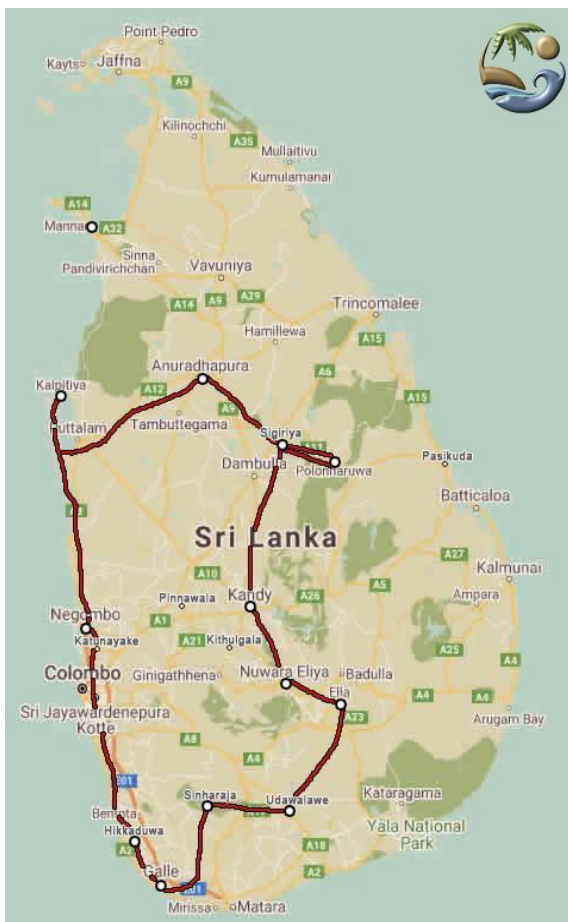 Point Pedro
Kayts
Jaffna
A9
Kilinochchi
A35
Mullaitivu
Kumulamanai
A14
Mannar
A32
Sinna
Pandivirichchan
Vavuniya
A14
A9
A29
Trincomalee
Hamillewa
Anuradhapura
A6
A15
Kalpitiya
A12
A9
A15
Puttalam
Tambuttegama
Sigiriya
A11
Dambulla
Polonnaruwa
Pasikuda
Batticaloa
Sri Lanka
A27
A10
Kalmunai
A5
Pinnawala
Kandy
A26
Ampara
Negombo
A1
Katunayake
A21
Kithulgala
A25
A4
Colombo
Ginigathhena
Nuwara Eliya
Badulla
Ella
A4
A4
Sri Jayawardenepura
Kotte
A23
Arugam Bay
A8
A4
E01
Sinharaja
Udawalawe
Kataragama
Bentota
Hikkaduwa
Yala National
Park
A18
Galle
E01
A2
Mirissa
Matara